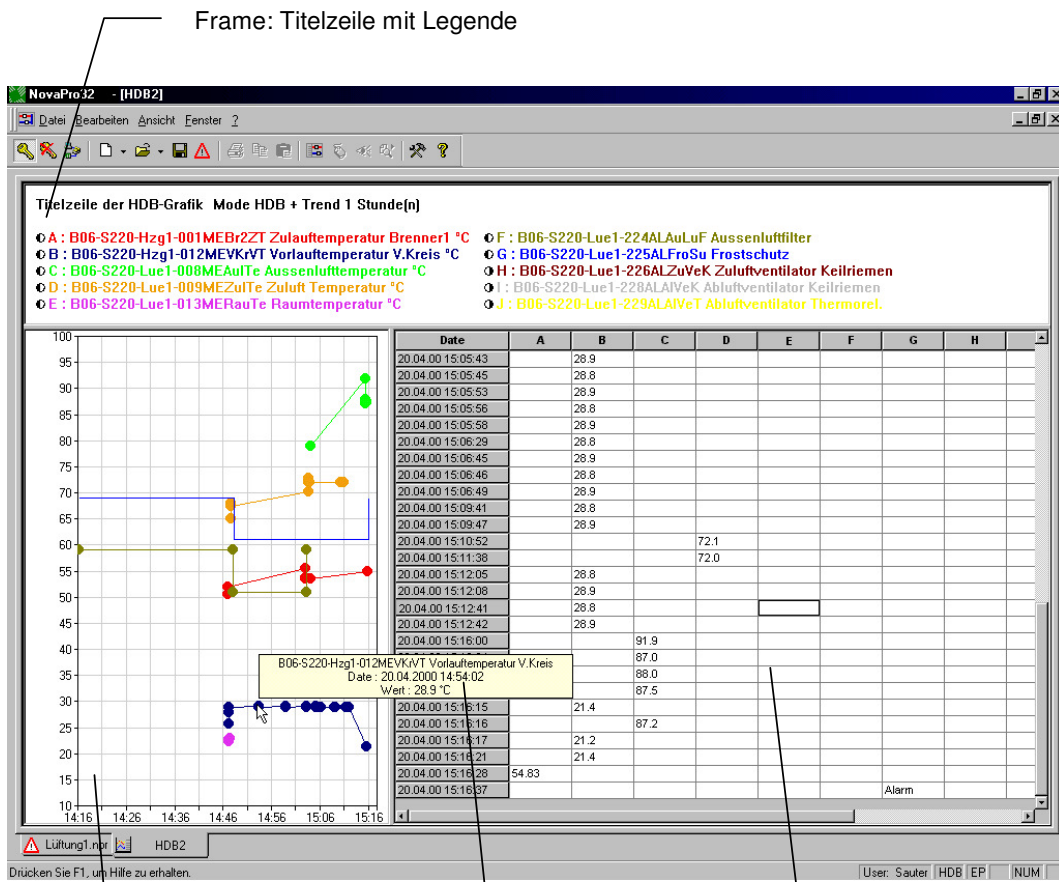 Frame: Titelzeile mit Legende
NovaPro32 - [HDB2]
Datei Bearbeiten Ansicht Fenster ?
Titelzeile der HDB-Grafik Mode HDB + Trend 1 Stunde(n)
A : B06-S220-Hzg1-001MEBr2ZT Zulauftemperatur Brenner1 °C
B : B06-S220-Hzg1-012MEVKrVT Vorlauftemperatur V.Kreis °C
C : B06-S220-Lue1-008MEAulTe Aussenlufttemperatur °C
D : B06-S220-Lue1-009MEZulTe Zuluft Temperatur °C
E : B06-S220-Lue1-013MERauTe Raumtemperatur °C
F : B06-S220-Lue1-224ALAuLuF Aussenluftfilter
G : B06-S220-Lue1-225ALFroSu Frostschutz
H : B06-S220-Lue1-226ALZuVeK Zuluftventilator Keilriemen
I : B06-S220-Lue1-228ALAlVeK Abluftventilator Keilriemen
J : B06-S220-Lue1-229ALAlVeT Abluftventilator Thermorel.
100
95
90
85
80
75
70
65
60
55
50
45
40
35
30
25
20
15
10
14:16 14:26 14:36 14:46 14:56 15:06 15:16
B06-S220-Hzg1-012MEVKrVT Vorlauftemperatur V.Kreis
Date : 20.04.2000 14:54:02
Wert : 28.9 °C
Date A B C D E F G H
20.04.00 15:05:43 28.9
20.04.00 15:05:45 28.8
20.04.00 15:05:53 28.9
20.04.00 15:05:56 28.8
20.04.00 15:05:58 28.9
20.04.00 15:06:29 28.8
20.04.00 15:06:45 28.9
20.04.00 15:06:46 28.8
20.04.00 15:06:49 28.9
20.04.00 15:09:41 28.8
20.04.00 15:09:47 28.9
20.04.00 15:10:52 72.1
20.04.00 15:11:38 72.0
20.04.00 15:12:05 28.8
20.04.00 15:12:08 28.9
20.04.00 15:12:41 28.8
20.04.00 15:12:42 28.9
20.04.00 15:16:00 91.9
87.0
88.0
87.5
20.04.00 15:16:15 21.4
20.04.00 15:16:16 87.2
20.04.00 15:16:17 21.2
20.04.00 15:16:21 21.4
20.04.00 15:16:28 54.83
20.04.00 15:16:37 Alarm
Lüftung1.npr HDB2
Drücken Sie F1, um Hilfe zu erhalten.
User: Sauter HDB EP NUM